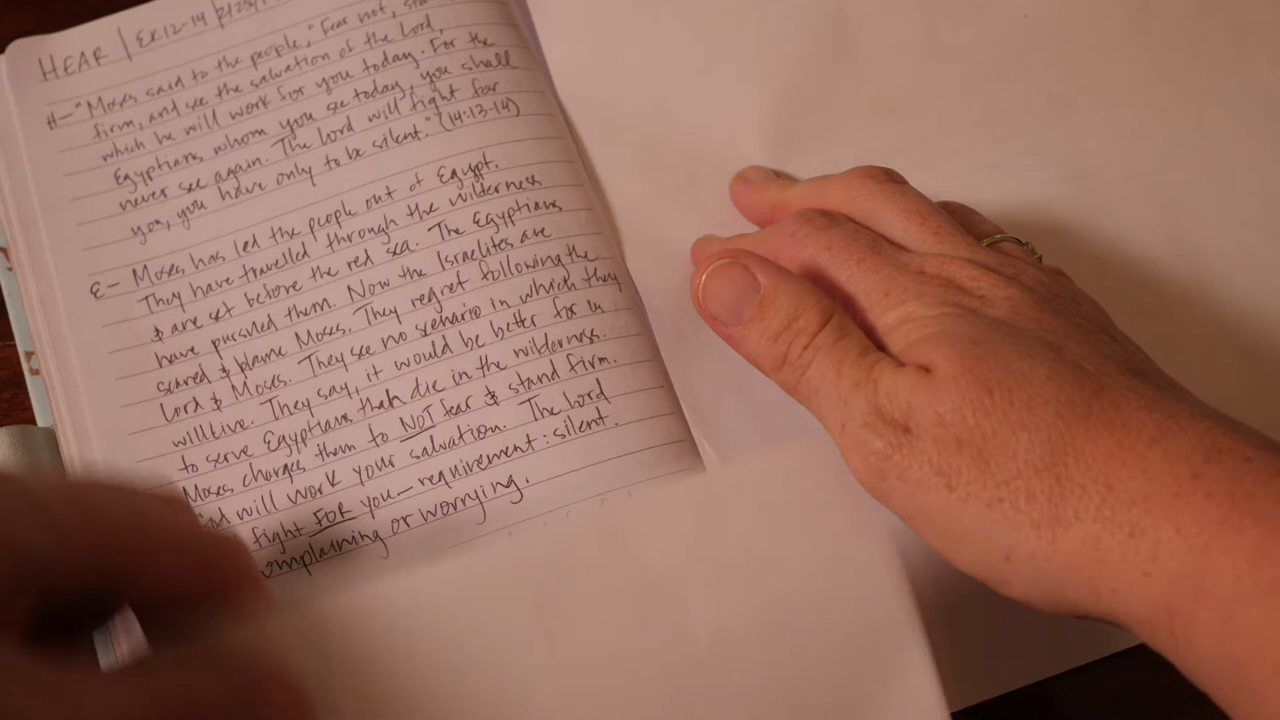 HEAR | Ex 12-14 | 2/23/
H- "Moses said to the people, "Fear not,
firm, and see the salvation of the Lord,
which he will work for you today. For the
Egyptians whom you see today, you shall
never see again. The Lord will fight for
you, you have only to be silent." (14:13-14)
E- Moses has led the people out of Egypt.
They have travelled through the wilderness
& are set before the red sea. The Egyptians
have pursued them. Now the Israelites are
scared & blame Moses. They regret following the
Lord & Moses. They see no scenario in which they
will live. They say, it would be better for us
to serve Egyptians than die in the wilderness.
Moses charges them to NOT fear & stand firm.
God will work your salvation. The Lord
fight FOR you - requirement: silent.
omplaining or worrying.